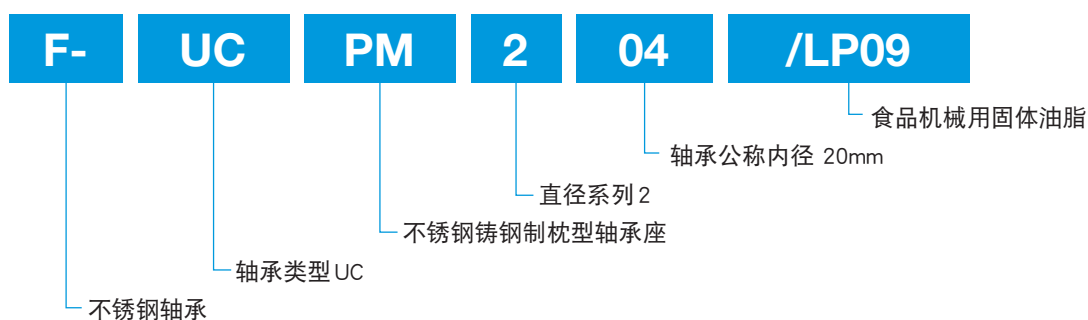 F- UC PM 2 04 /LP09
食品机械用固体油脂
轴承公称内径 20mm
直径系列2
不锈钢铸钢制枕型轴承座
轴承类型UC
不锈钢轴承